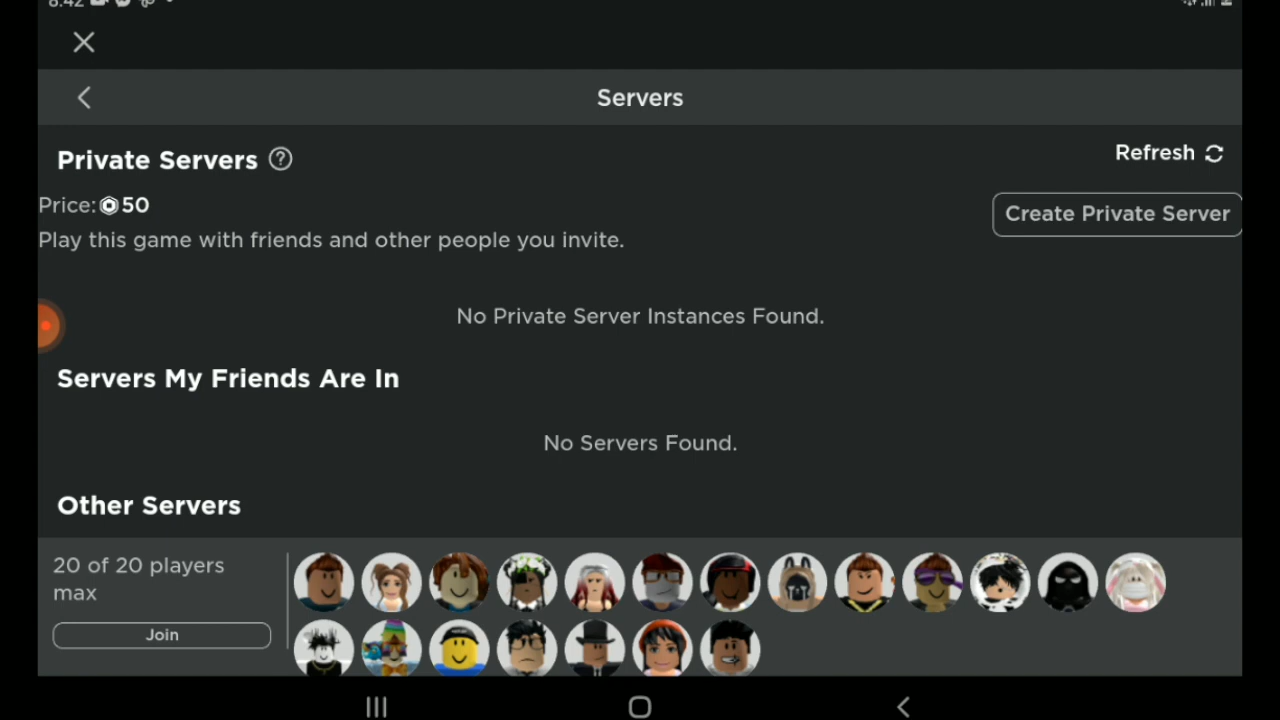 8:42
Servers
Private Servers
Refresh
Price: 50
Create Private Server
Play this game with friends and other people you invite.
No Private Server Instances Found.
Servers My Friends Are In
No Servers Found.
Other Servers
20 of 20 players
max
Join